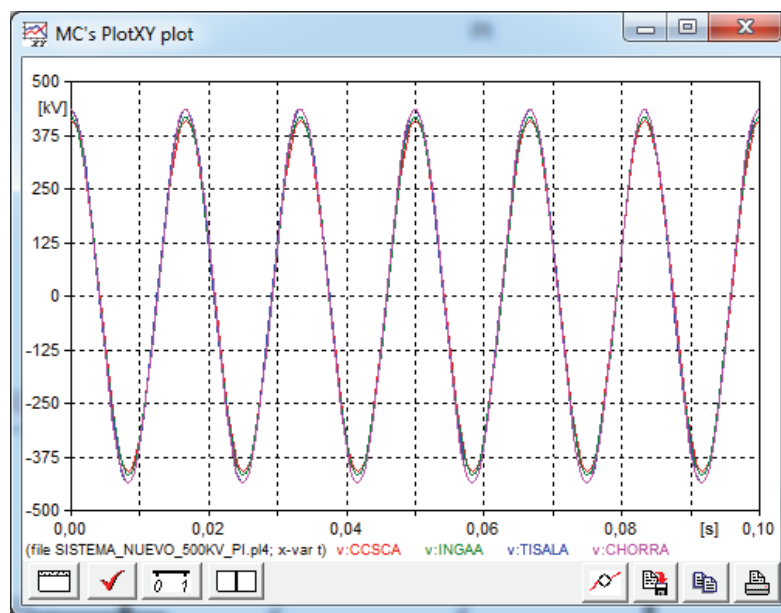 MC's PlotXY plot
500
[kV]
375
250
125
0
-125
-250
-375
-500
0,00 0,02 0,04 0,06 0,08 [s] 0,10
(file SISTEMA_NUEVO_500KV_PI.pl4; x-var t) v:CCSCA v:INGAA v:TISALA v:CHORRA
0 1